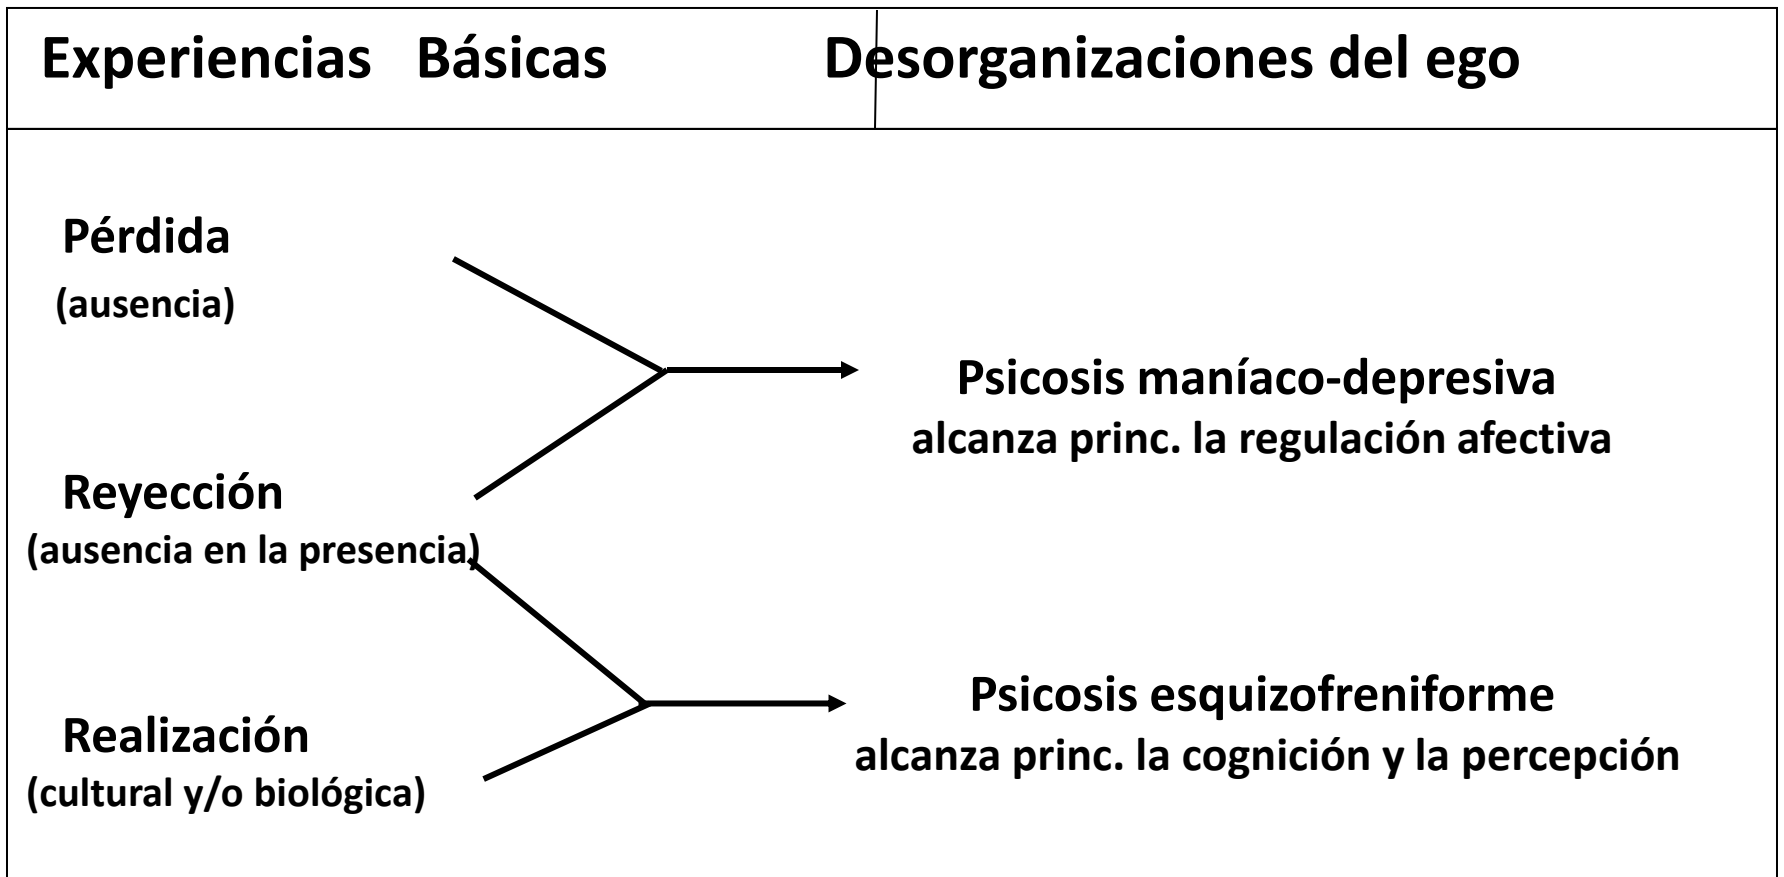 Experiencias Básicas
Desorganizaciones del ego
Pérdida
(ausencia)
Psicosis maníaco-depresiva
alcanza princ. la regulación afectiva
Reyección
(ausencia en la presencia)
Psicosis esquizofreniforme
alcanza princ. la cognición y la percepción
Realización
(cultural y/o biológica)